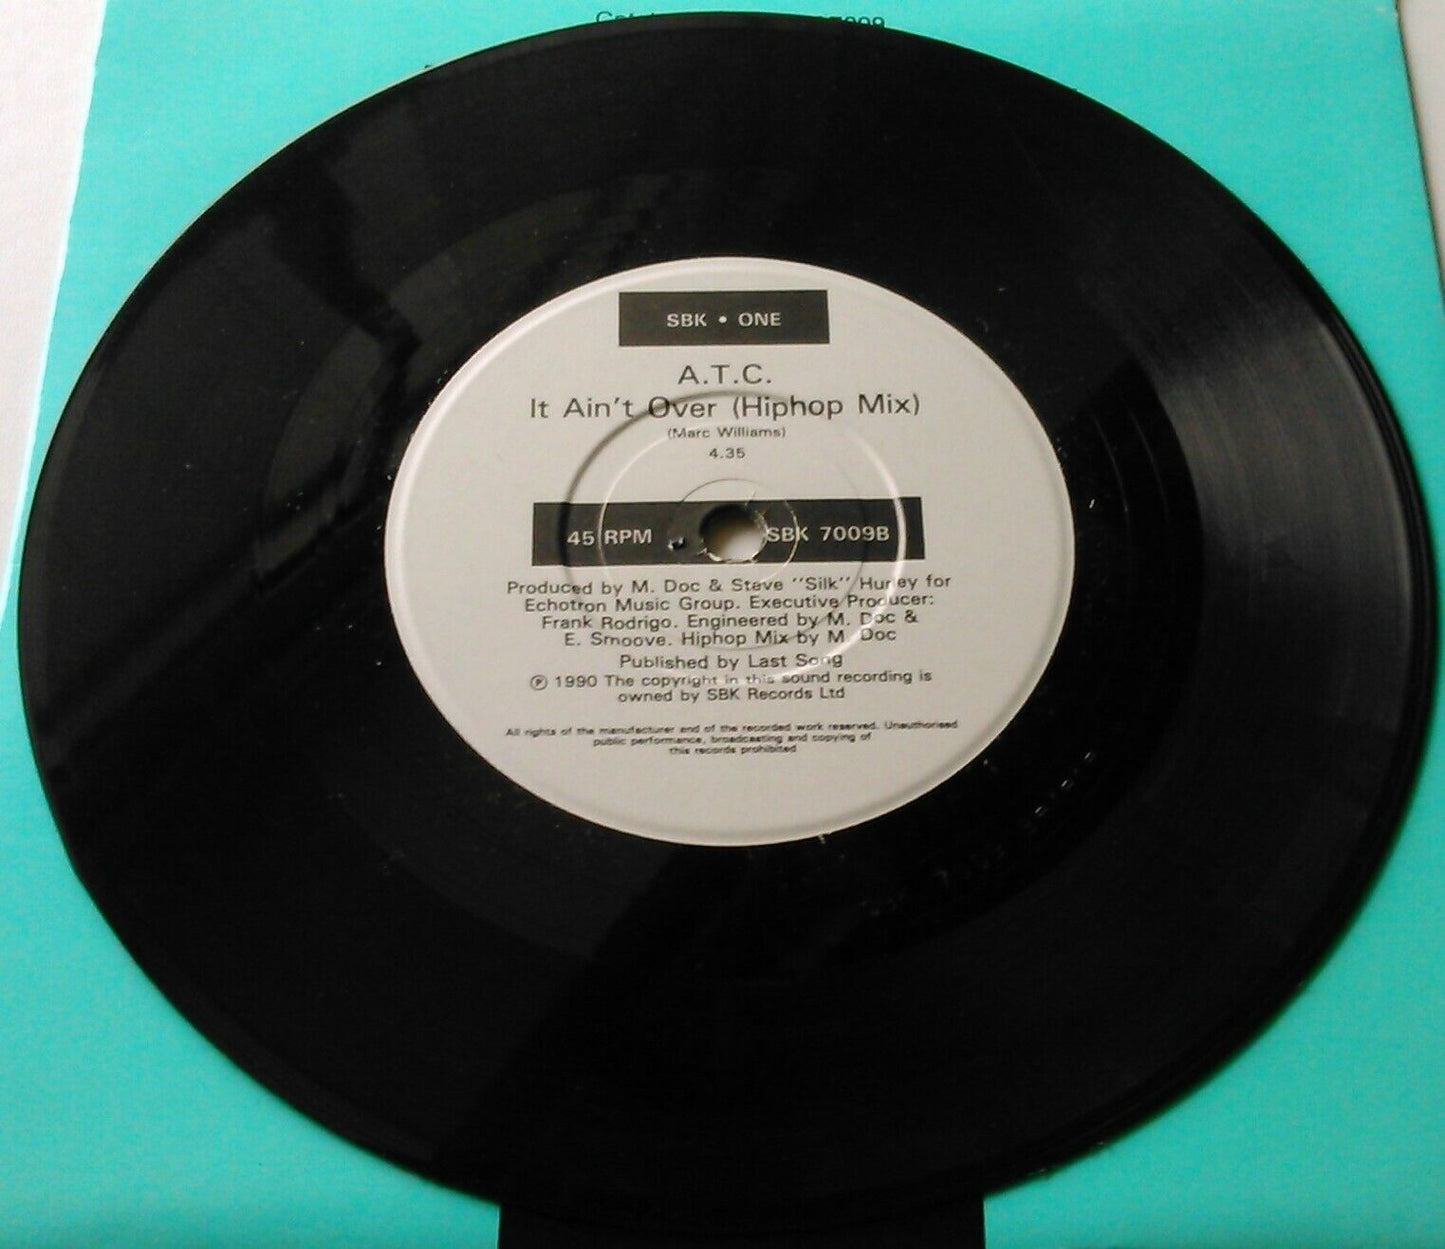 7009
SBK • ONE
A.T.C.
It Ain't Over (Hiphop Mix)
(Marc Williams)
4.35
45 RPM SBK 7009B
Produced by M. Doc & Steve ''Silk'' Hurley for
Echotron Music Group. Executive Producer:
Frank Rodrigo. Engineered by M. Doc &
E. Smoove. Hiphop Mix by M. Doc
Published by Last Song
Ⓟ 1990 The copyright in this sound recording is
owned by SBK Records Ltd
All rights of the manufacturer and of the recorded work reserved. Unauthorised
public performance, broadcasting and copying of
this records prohibited